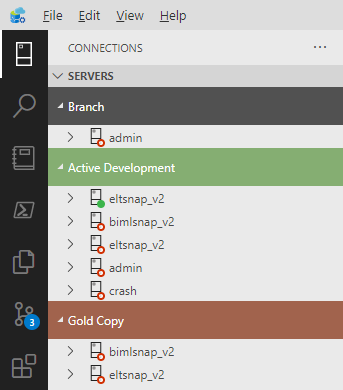 File Edit View Help
CONNECTIONS
SERVERS
Branch
admin
Active Development
eltsnap_v2
bimlsnap_v2
eltsnap_v2
admin
crash
3
Gold Copy
bimlsnap_v2
eltsnap_v2